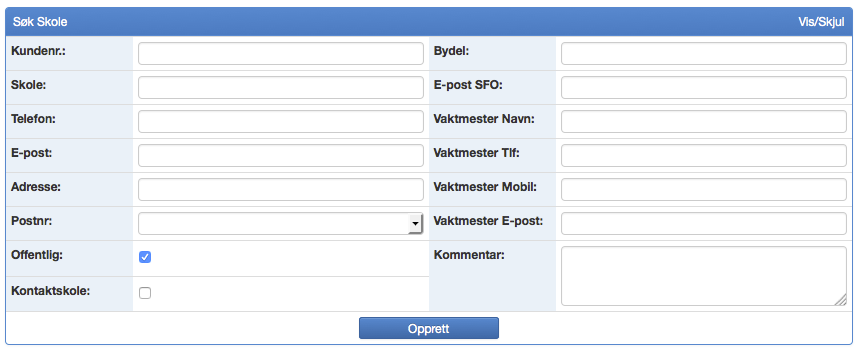 Søk Skole Vis/Skjul
Kundenr.: Bydel:
Skole: E-post SFO:
Telefon: Vaktmester Navn:
E-post: Vaktmester Tlf:
Adresse: Vaktmester Mobil:
Postnr: Vaktmester E-post:
Offentlig: Kommentar:
Kontaktskole:
Opprett